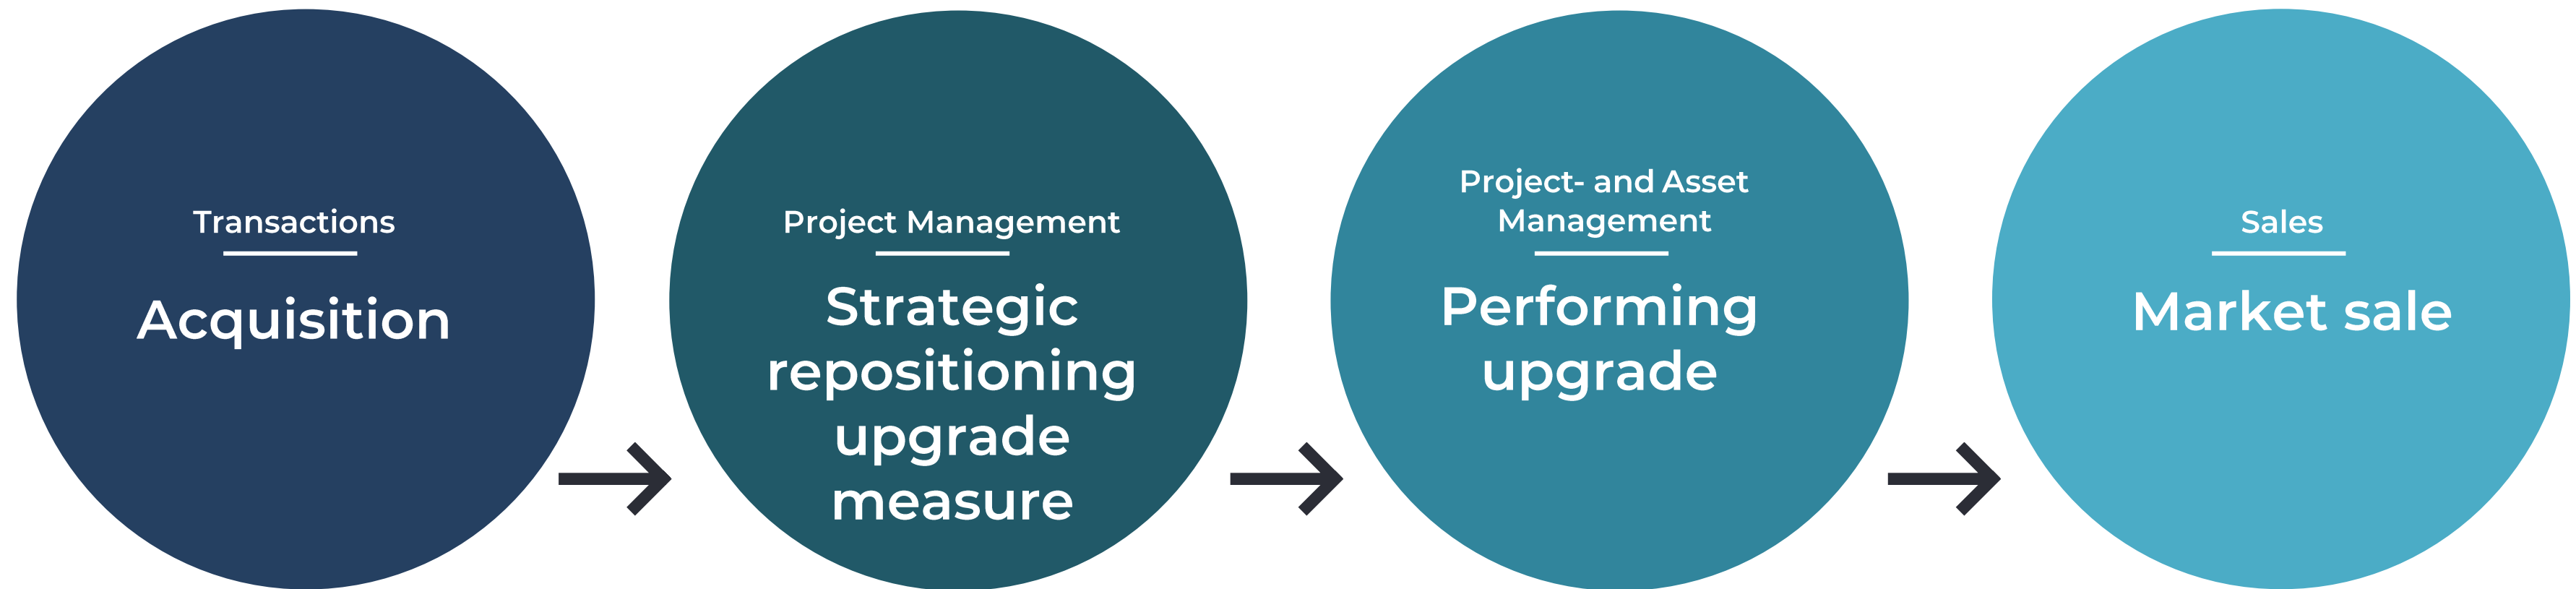 Transactions
Acquisition
Project Management
Strategic
repositioning
upgrade
measure
Project- and Asset
Management
Performing
upgrade
Sales
Market sale